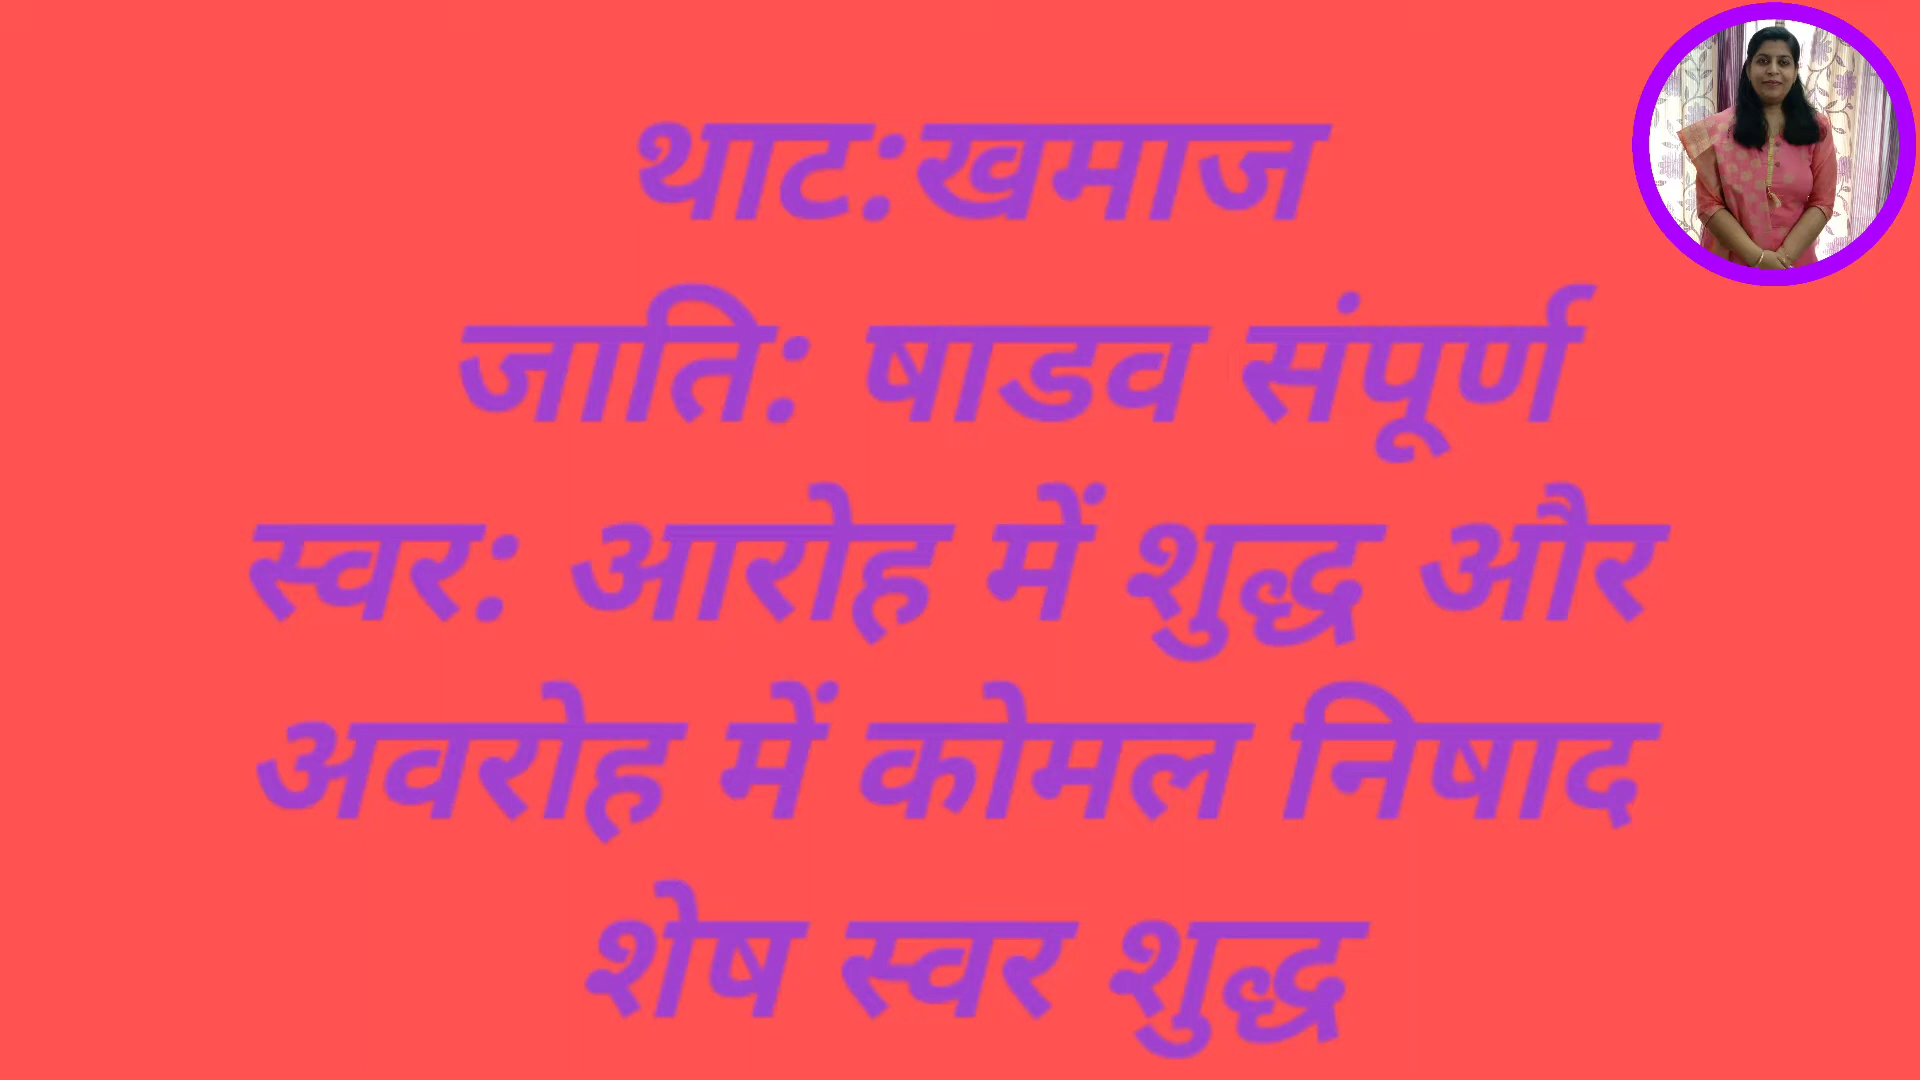 थाट:खमाज
जाति: षाडव संपूर्ण
स्वर: आरोह में शुद्ध और
अवरोह में कोमल निषाद
शेष स्वर शुद्ध